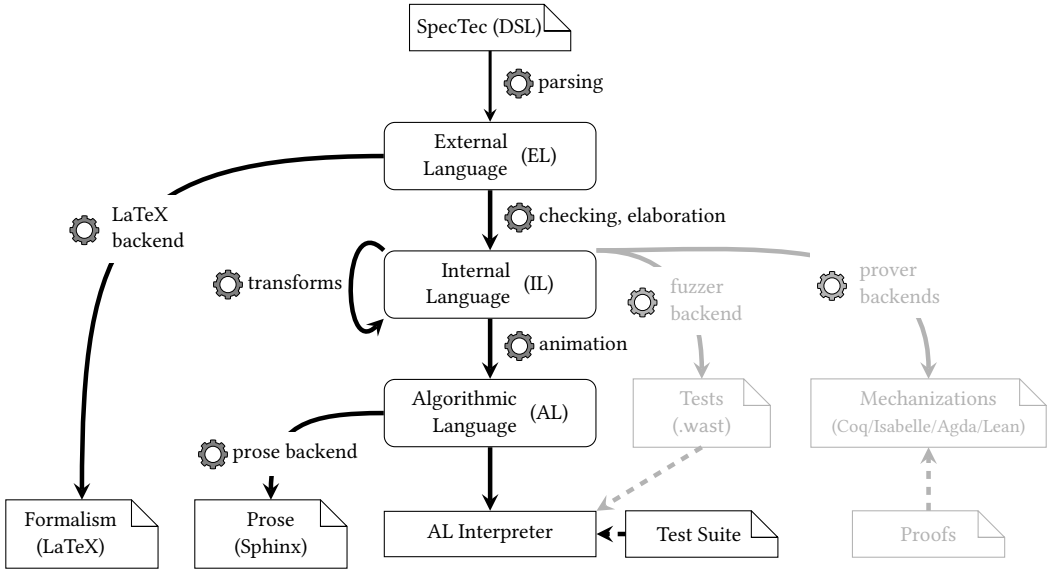 SpecTec (DSL)
parsing
External
Language
(EL)
LaTeX
backend
checking, elaboration
transforms
Internal
Language
(IL)
fuzzer
backend
prover
backends
animation
Algorithmic
Language
(AL)
Tests
(.wast)
Mechanizations
(Coq/Isabelle/Agda/Lean)
prose backend
Formalism
(LaTeX)
Prose
(Sphinx)
AL Interpreter
Test Suite
Proofs